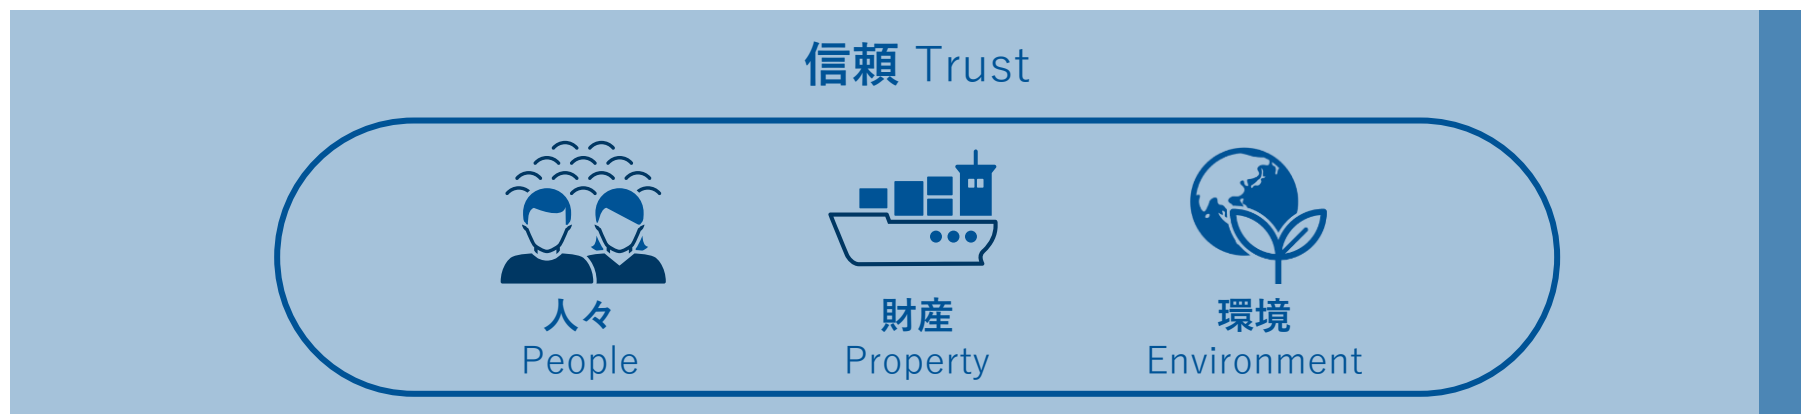 信頼 Trust
人々
People
財産
Property
環境
Environment